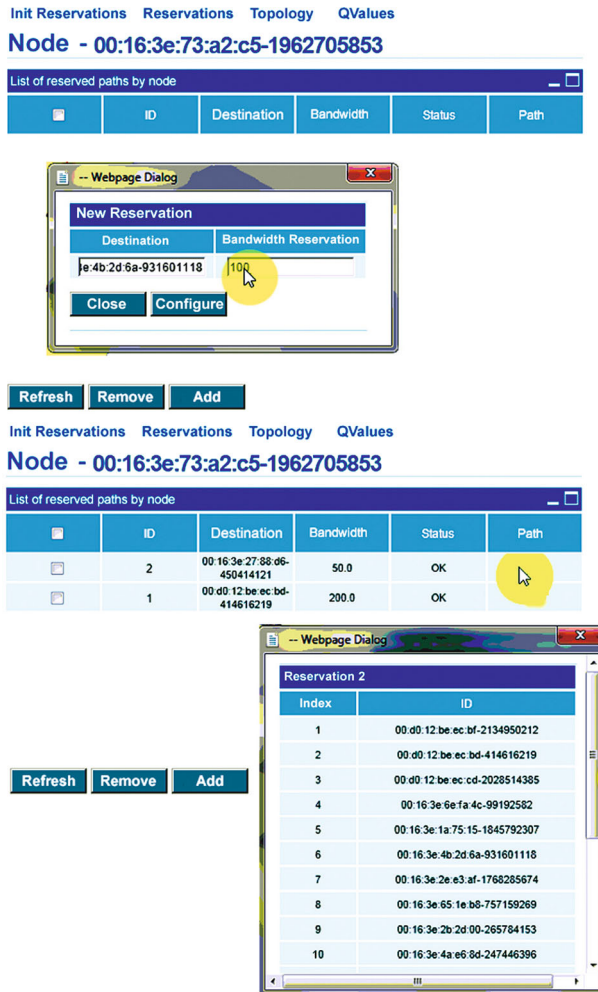 Init Reservations Reservations Topology QValues
Node - 00:16:3e:73:a2:c5-1962705853
List of reserved paths by node
ID Destination Bandwidth Status Path
-- Webpage Dialog
X
New Reservation
Destination Bandwidth Reservation
:4b:2d:6a-931601118 100
Close Configure
Refresh Remove Add
Init Reservations Reservations Topology QValues
Node - 00:16:3e:73:a2:c5-1962705853
List of reserved paths by node
ID Destination Bandwidth Status Path
2 00:16:3e:27:88:d6-450414121 50.0 OK
1 00:d0:12:be:ec:bd-414616219 200.0 OK
-- Webpage Dialog
X
Reservation 2
Index ID
1 00:d0:12:be:ec:bf-2134950212
2 00:d0:12:be:ec:bd-414616219
3 00:d0:12:be:ec:cd-2028514385
4 00:16:3e:6e:fa:4c-99192582
5 00:16:3e:1a:75:15-1845792307
6 00:16:3e:4b:2d:6a-931601118
7 00:16:3e:2e:e3:af-1768285674
8 00:16:3e:65:1e:b8-757159269
9 00:16:3e:2b:2d:00-265784153
10 00:16:3e:4a:e6:8d-247446396
Refresh Remove Add